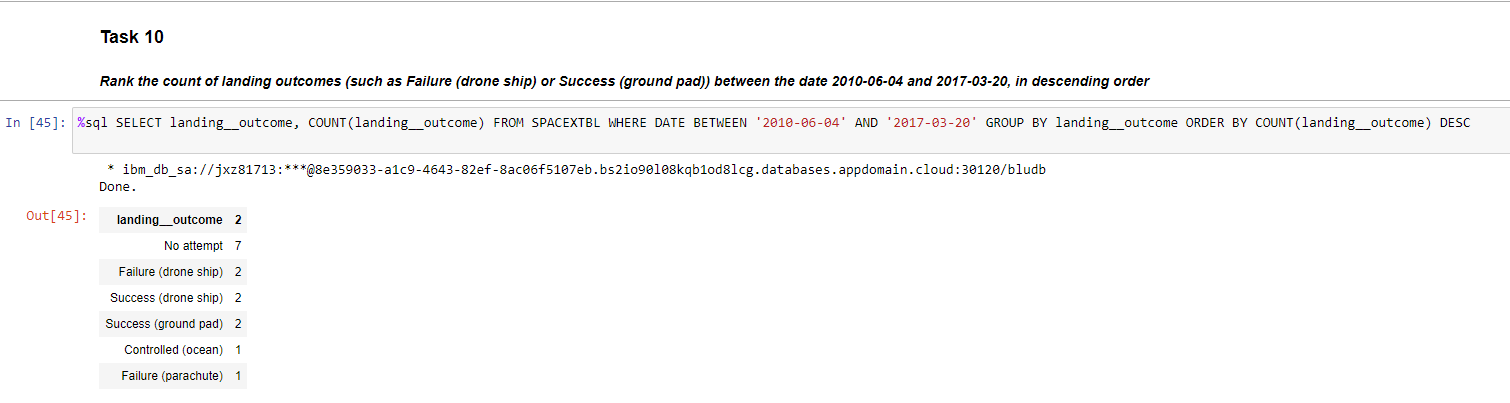 Task 10
Rank the count of landing outcomes (such as Failure (drone ship) or Success (ground pad)) between the date 2010-06-04 and 2017-03-20, in descending order
In [45]: %sql SELECT landing__outcome, COUNT(landing__outcome) FROM SPACEXTBL WHERE DATE BETWEEN '2010-06-04' AND '2017-03-20' GROUP BY landing__outcome ORDER BY COUNT(landing__outcome) DESC
* ibm_db_sa://jxz81713:***@8e359033-a1c9-4643-82ef-8ac06f5107eb.bs2io90l08kqb1od8lcg.databases.appdomain.cloud:30120/bludb
Done.
Out[45]: landing__outcome 2
No attempt 7
Failure (drone ship) 2
Success (drone ship) 2
Success (ground pad) 2
Controlled (ocean) 1
Failure (parachute) 1